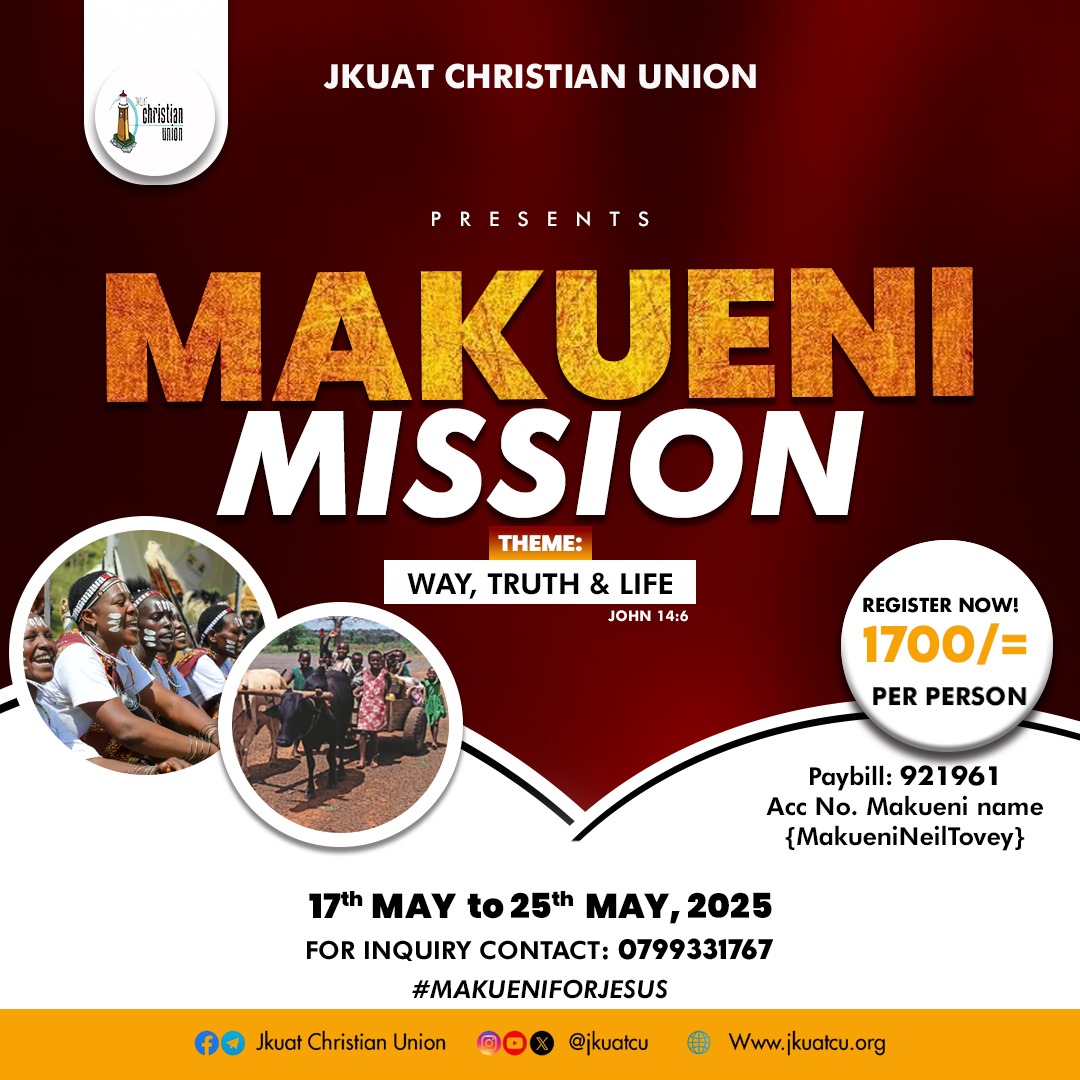 JKUAT CHRISTIAN UNION
christian
union
PRESENTS
MAKUENI
MISSION
THEME:
WAY, TRUTH & LIFE
JOHN 14:6
REGISTER NOW!
1700/=
PER PERSON
Paybill: 921961
Acc No. Makueni name
{MakueniNeilTovey}
17th MAY to 25th MAY, 2025
FOR INQUIRY CONTACT: 0799331767
#MAKUENIFORJESUS
Jkuat Christian Union @jkuatcu Www.jkuatcu.org